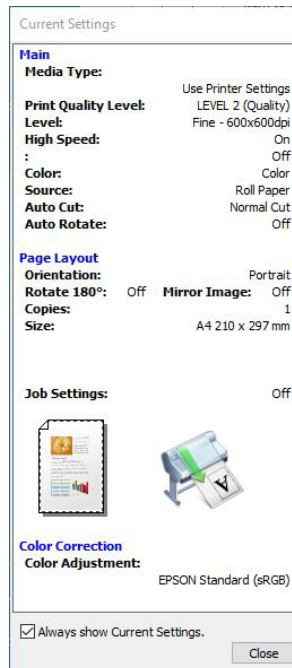 Current Settings
Main
Media Type:
Use Printer Settings
Print Quality Level: LEVEL 2 (Quality)
Level: Fine - 600x600dpi
High Speed: On
: Off
Color: Color
Source: Roll Paper
Auto Cut: Normal Cut
Auto Rotate: Off
Page Layout
Orientation: Portrait
Rotate 180°: Off Mirror Image: Off
Copies: 1
Size: A4 210 x 297 mm
Job Settings: Off
A
Color Correction
Color Adjustment:
EPSON Standard (sRGB)
Always show Current Settings.
Close